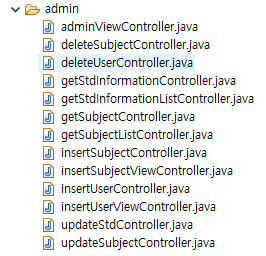 admin
adminViewController.java
deleteSubjectController.java
deleteUserController.java
getStdInformationController.java
getStdInformationListController.java
getSubjectController.java
getSubjectListController.java
insertSubjectController.java
insertSubjectViewController.java
insertUserController.java
insertUserViewController.java
updateStdController.java
updateSubjectController.java